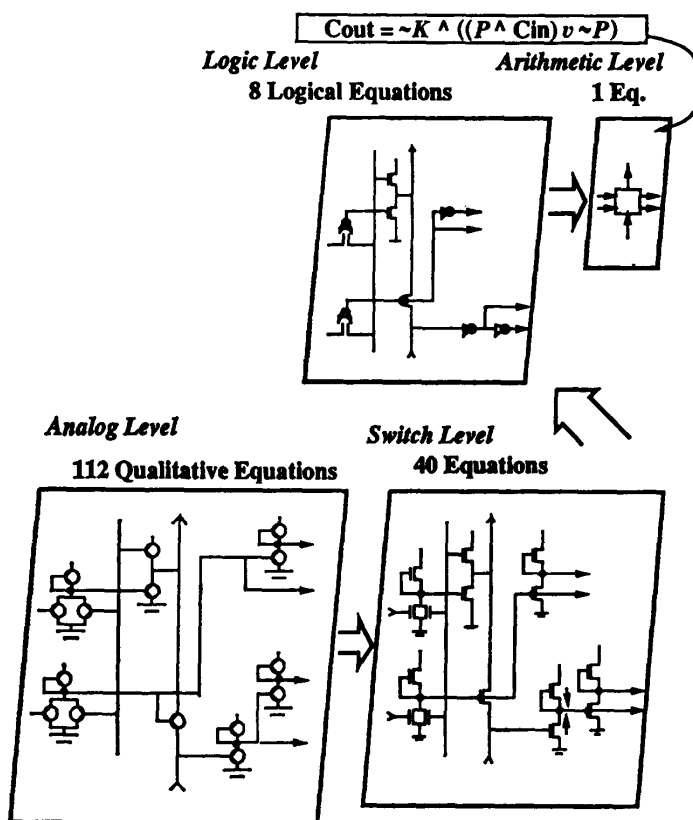 Cout = ~K ^ ((P ^ Cin) v ~P)
Logic Level
8 Logical Equations
Arithmetic Level
1 Eq.
Analog Level
112 Qualitative Equations
Switch Level
40 Equations